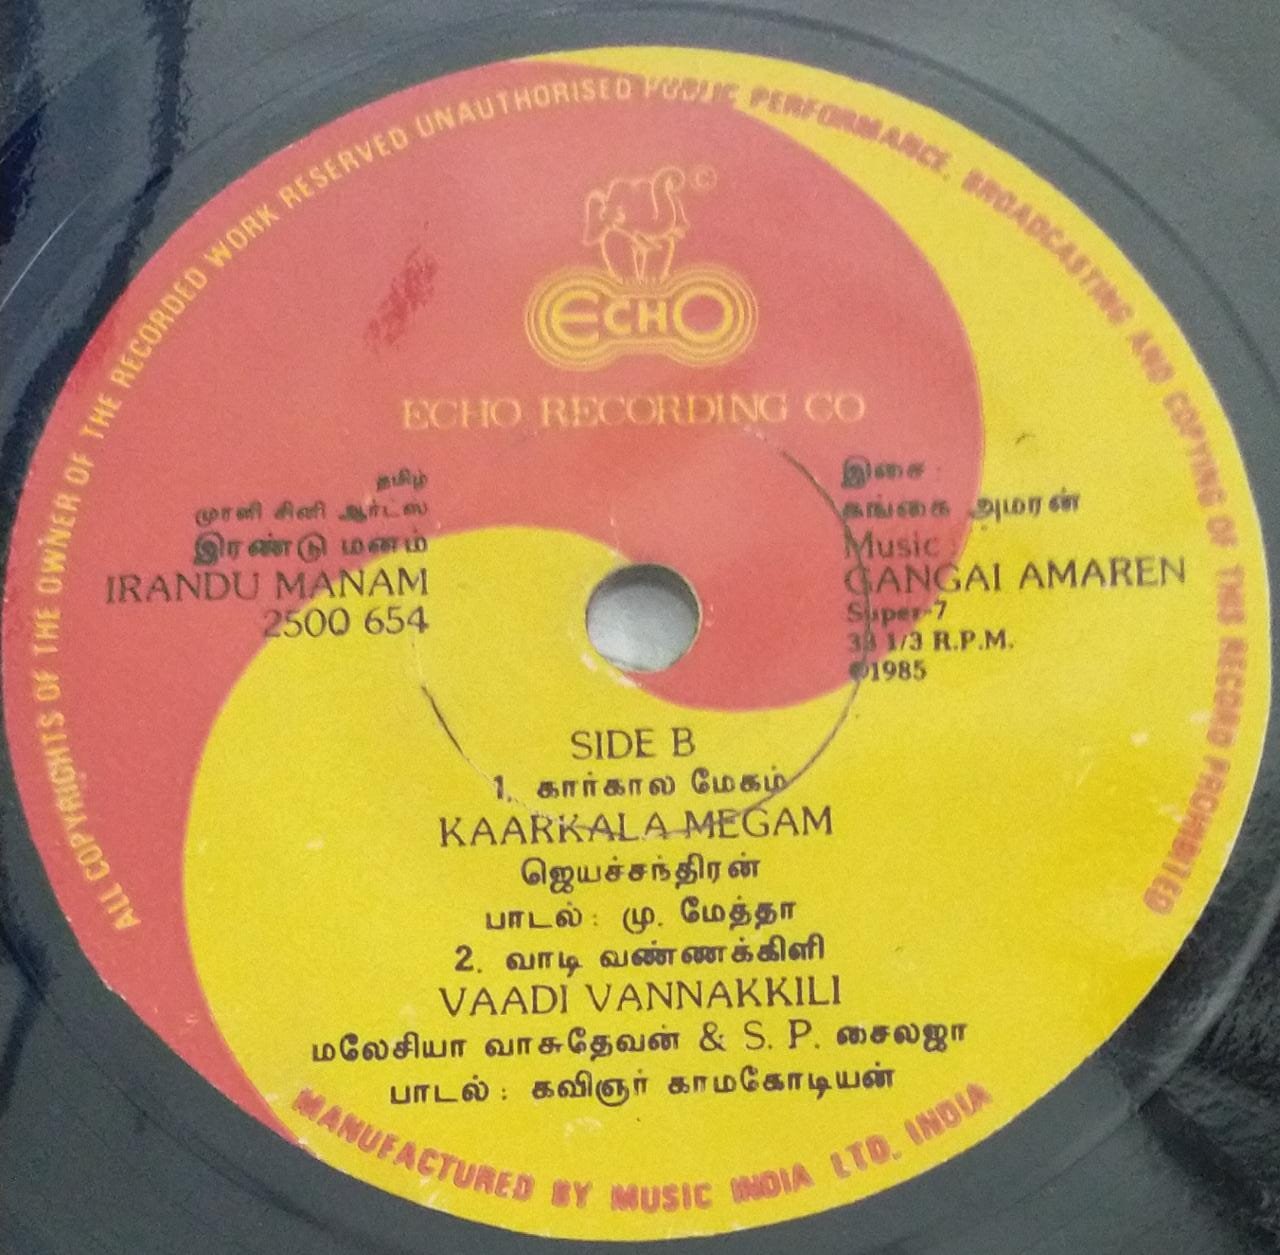 ALL COPYRIGHTS OF THE OWNER OF THE RECORDED WORK RESERVED UNAUTHORISED PUBLIC PERFORMANCE, BROADCASTING AND COPYING OF THIS RECORD PROHIBITED
©
ECHO
ECHO RECORDING CO
தமிழ்
முரளி சினி ஆர்ட்ஸ்
இரண்டு மனம்
IRANDU MANAM
2500 654
இசை :
கங்கை அமரன்
Music :
GANGAI AMAREN
Super-7
33 1/3 R.P.M.
℗1985
SIDE B
1. கார்கால மேகம்
KAARKALA MEGAM
ஜெயச்சந்திரன்
பாடல் : மு. மேத்தா
2. வாடி வண்ணக்கிளி
VAADI VANNAKKILI
மலேசியா வாசுதேவன் & S. P. சைலஜா
பாடல் : கவிஞர் காமகோடியன்
MANUFACTURED BY MUSIC INDIA LTD. INDIA